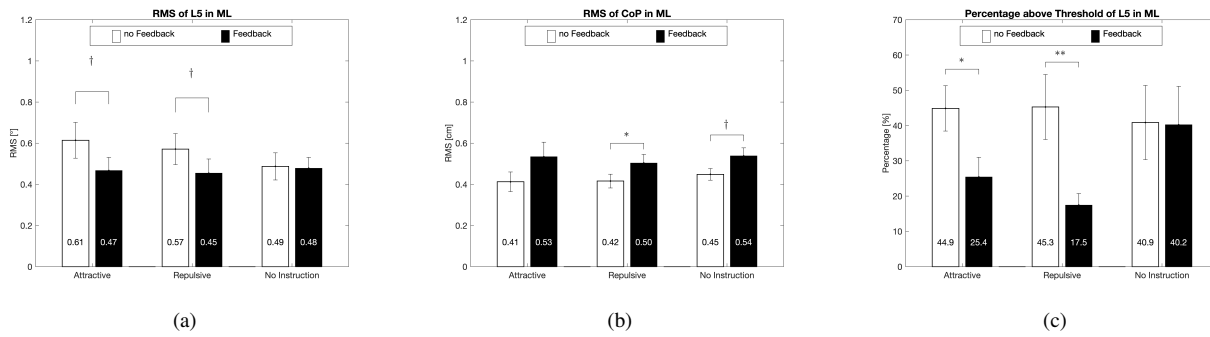 RMS of L5 in ML
no Feedback Feedback
1.2
1
0.8
0.6
0.4
0.2
0
RMS [°]
†
†
0.61 0.47 0.57 0.45 0.49 0.48
Attractive Repulsive No Instruction
(a)
RMS of CoP in ML
no Feedback Feedback
1.2
1
0.8
0.6
0.4
0.2
0
RMS [cm]
*
†
0.41 0.53 0.42 0.50 0.45 0.54
Attractive Repulsive No Instruction
(b)
Percentage above Threshold of L5 in ML
no Feedback Feedback
70
60
50
40
30
20
10
0
Percentage [%]
*
**
44.9 25.4 45.3 17.5 40.9 40.2
Attractive Repulsive No Instruction
(c)